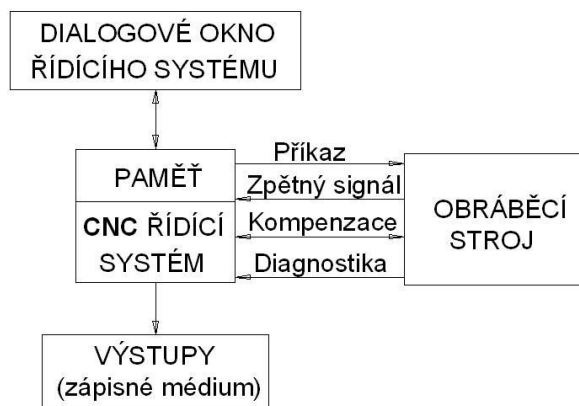 DIALOGOVÉ OKNO
ŘÍDÍCÍHO SYSTÉMU
PAMĚŤ
CNC ŘÍDÍCÍ
SYSTÉM
Příkaz
Zpětný signál
Kompenzace
Diagnostika
OBRÁBĚCÍ
STROJ
VÝSTUPY
(zápisné médium)